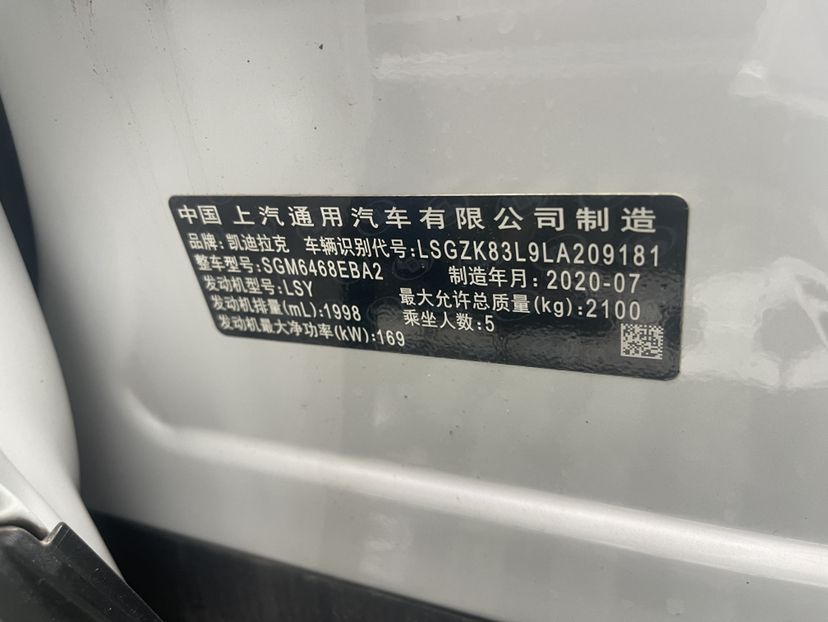 中国 上汽通用汽车有限公司制造
品牌:凯迪拉克 车辆识别代号:LSGZK83L9LA209181
整车型号:SGM6468EBA2 制造年月:2020-07
发动机型号:LSY 最大允许总质量(kg):2100
发动机排量(mL):1998 乘坐人数:5
发动机最大净功率(kW):169